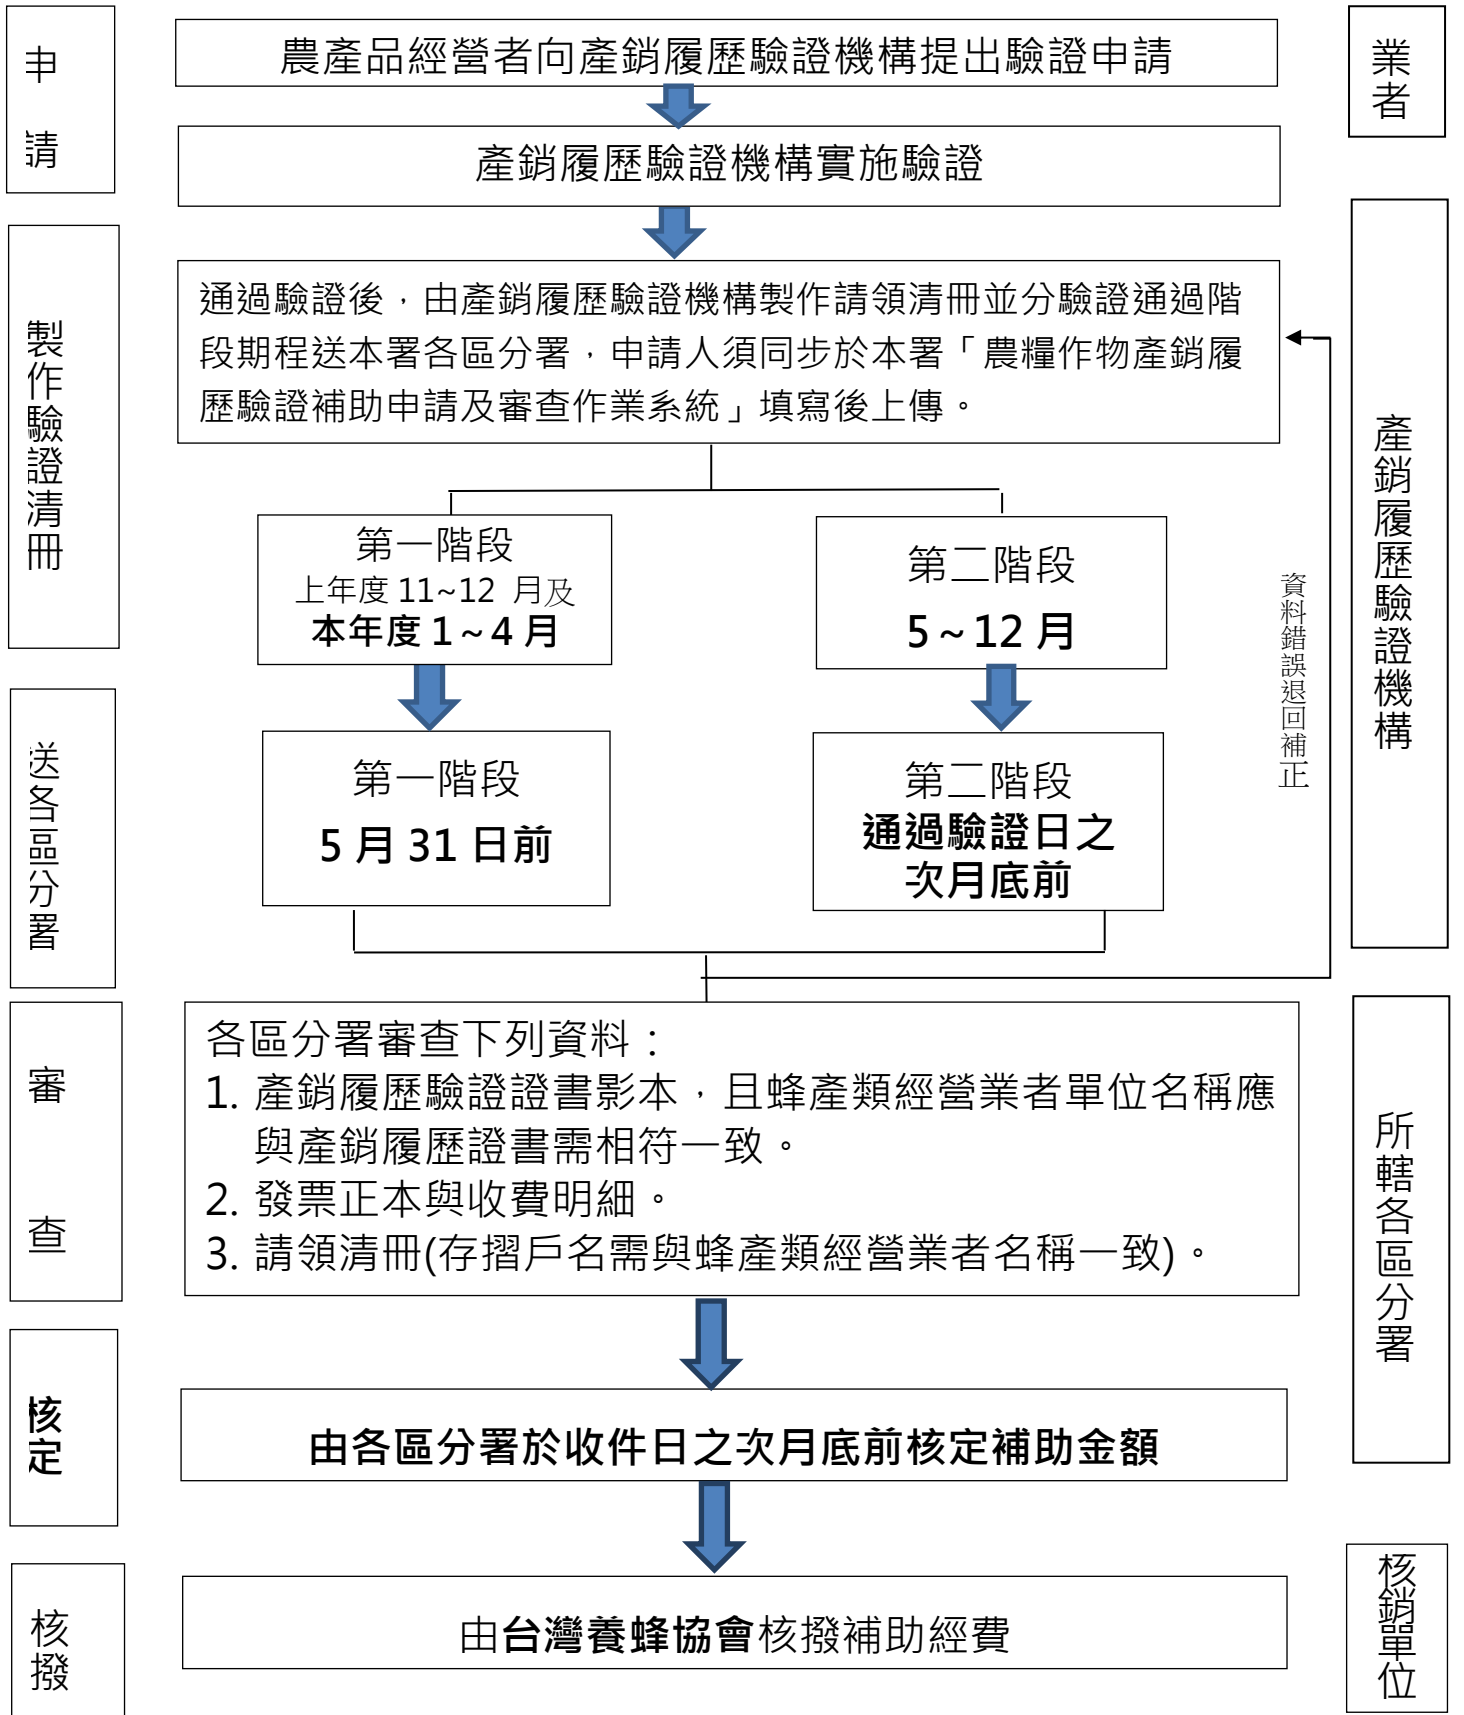 申請
農產品經營者向產銷履歷驗證機構提出驗證申請
業者
產銷履歷驗證機構實施驗證
製作驗證清冊
通過驗證後，由產銷履歷驗證機構製作請領清冊並分驗證通過階
段期程送本署各區分署，申請人須同步於本署「農糧作物產銷履
歷驗證補助申請及審查作業系統」填寫後上傳。
產銷履歷驗證機構
第一階段
上年度 11~12 月及
本年度 1～4 月
第二階段
5～12 月
資料錯誤退回補正
送各區分署
第一階段
5 月 31 日前
第二階段
通過驗證日之
次月底前
審查
各區分署審查下列資料：
1. 產銷履歷驗證證書影本，且蜂產類經營業者單位名稱應
與產銷履歷證書需相符一致。
2. 發票正本與收費明細。
3. 請領清冊(存摺戶名需與蜂產類經營業者名稱一致)。
所轄各區分署
核定
由各區分署於收件日之次月底前核定補助金額
核撥
由台灣養蜂協會核撥補助經費
核銷單位